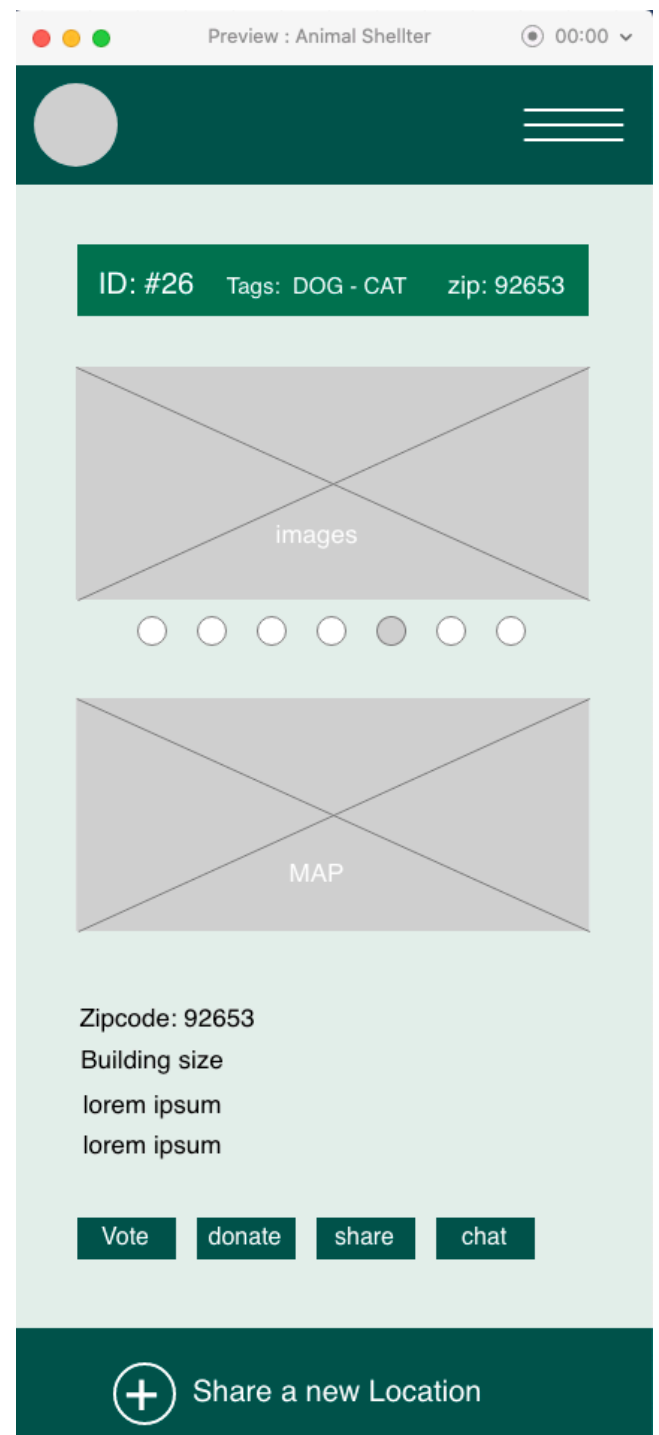 Preview : Animal Shellter 00:00
ID: #26 Tags: DOG - CAT zip: 92653
images
MAP
Zipcode: 92653
Building size
lorem ipsum
lorem ipsum
Vote donate share chat
Share a new Location